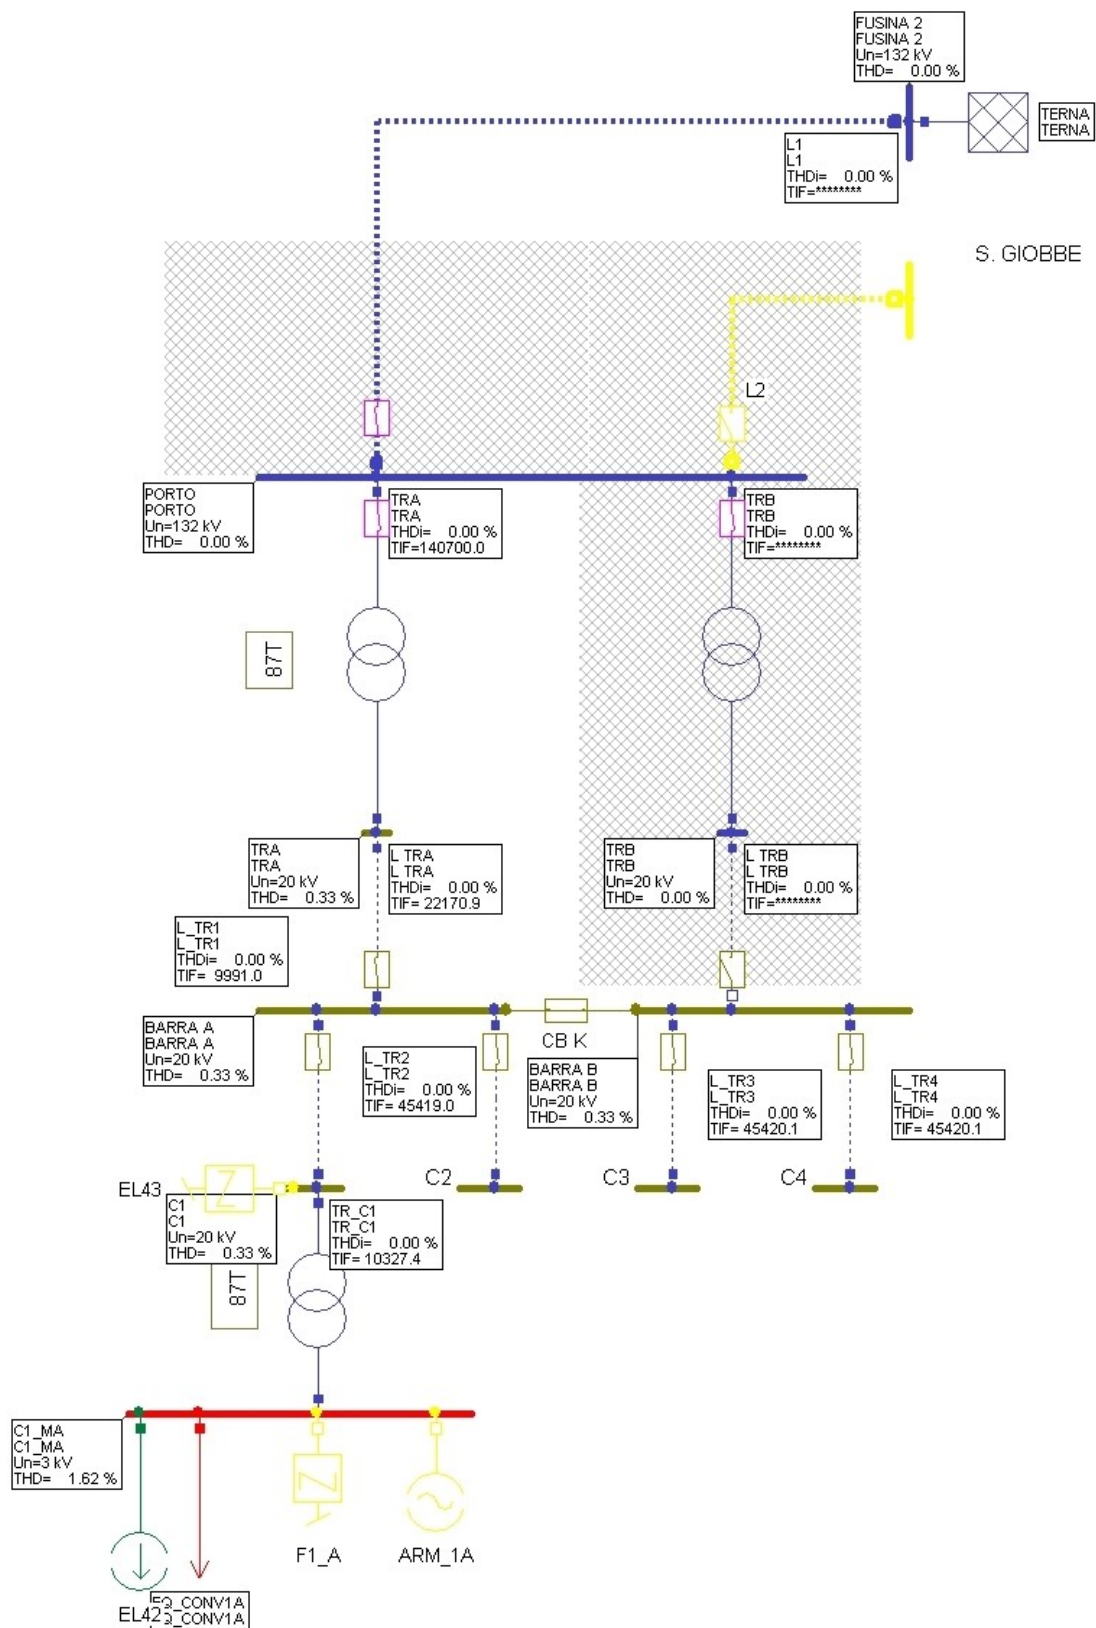 FUSINA 2
FUSINA 2
Un=132 kV
THD= 0.00 %
TERNA
TERNA
L1
L1
THDi= 0.00 %
TIF=********
S. GIOBBE
L2
PORTO
PORTO
Un=132 kV
THD= 0.00 %
TRA
TRA
THDi= 0.00 %
TIF=140700.0
TRB
TRB
THDi= 0.00 %
TIF=********
87T
TRA
TRA
Un=20 kV
THD= 0.33 %
L TRA
L TRA
THDi= 0.00 %
TIF= 22170.9
TRB
TRB
Un=20 kV
THD= 0.00 %
L TRB
L TRB
THDi= 0.00 %
TIF=********
L_TR1
L_TR1
THDi= 0.00 %
TIF= 9991.0
BARRA A
BARRA A
Un=20 kV
THD= 0.33 %
CB K
L_TR2
L_TR2
THDi= 0.00 %
TIF= 45419.0
BARRA B
BARRA B
Un=20 kV
THD= 0.33 %
L_TR3
L_TR3
THDi= 0.00 %
TIF= 45420.1
L_TR4
L_TR4
THDi= 0.00 %
TIF= 45420.1
EL43
C2
C3
C4
C1
C1
Un=20 kV
THD= 0.33 %
TR_C1
TR_C1
THDi= 0.00 %
TIF= 10327.4
87T
C1_MA
C1_MA
Un=3 kV
THD= 1.62 %
F1_A
ARM_1A
EQ_CONV1A
EL42